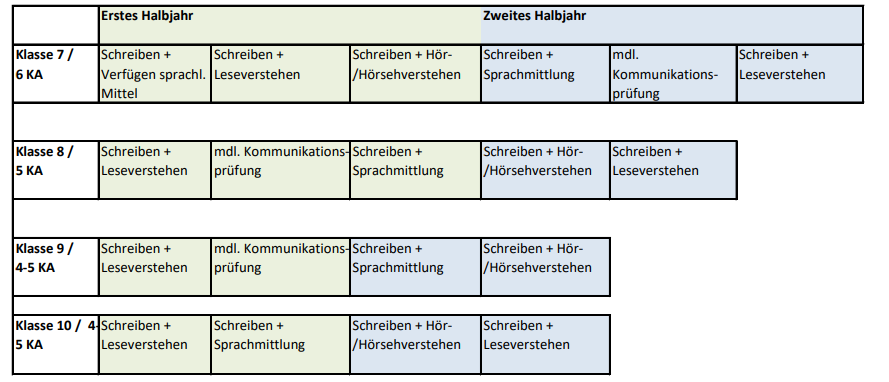 Erstes Halbjahr
Zweites Halbjahr
Klasse 7 /
6 KA
Schreiben +
Verfügen sprachl.
Mittel
Schreiben +
Leseverstehen
Schreiben + Hör-
/Hörsehverstehen
Schreiben +
Sprachmittlung
mdl.
Kommunikations-
prüfung
Schreiben +
Leseverstehen
Klasse 8 /
5 KA
Schreiben +
Leseverstehen
mdl. Kommunikations-
prüfung
Schreiben +
Sprachmittlung
Schreiben + Hör-
/Hörsehverstehen
Schreiben +
Leseverstehen
Klasse 9 /
4-5 KA
Schreiben +
Leseverstehen
mdl. Kommunikations-
prüfung
Schreiben +
Sprachmittlung
Schreiben + Hör-
/Hörsehverstehen
Klasse 10 / 4-
5 KA
Schreiben +
Leseverstehen
Schreiben +
Sprachmittlung
Schreiben + Hör-
/Hörsehverstehen
Schreiben +
Leseverstehen